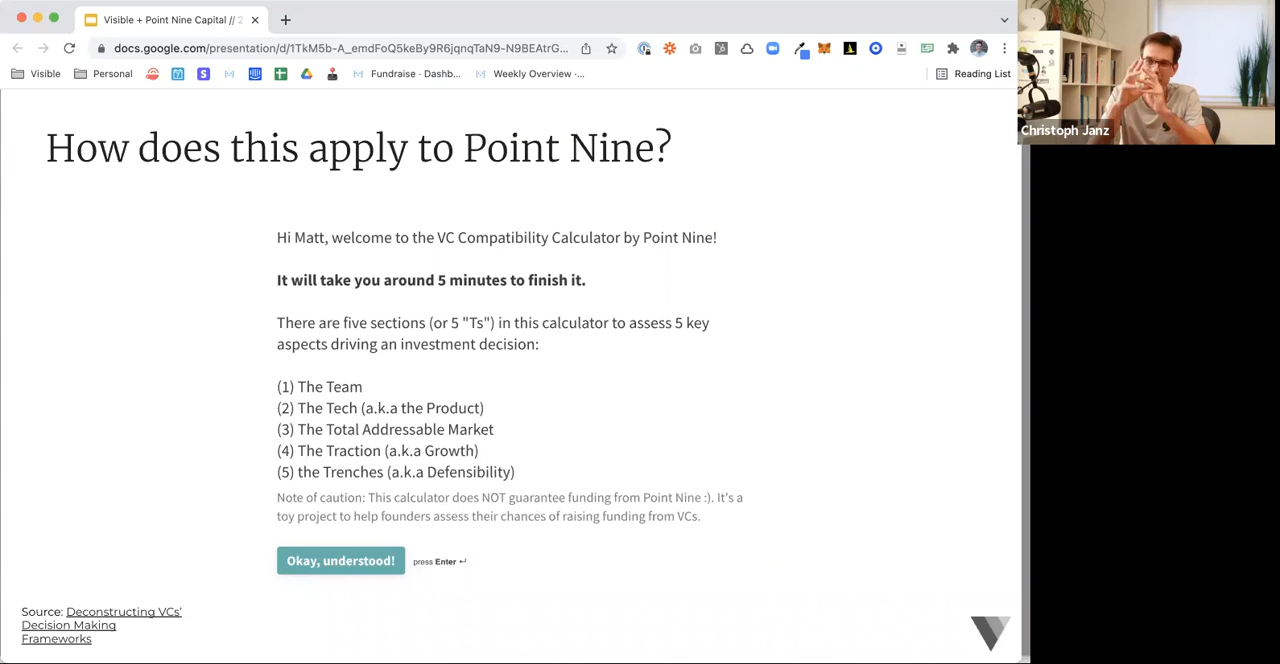 Visible + Point Nine Capital // 2
docs.google.com/presentation/d/1TkM5b-A_emdFoQ5keBy9R6jqnqTaN9-N9BEAtrG...
Visible
Personal
Fundraise · Dashb...
Weekly Overview ·...
Reading List
Christoph Janz
How does this apply to Point Nine?
Hi Matt, welcome to the VC Compatibility Calculator by Point Nine!
It will take you around 5 minutes to finish it.
There are five sections (or 5 "Ts") in this calculator to assess 5 key
aspects driving an investment decision:
(1) The Team
(2) The Tech (a.k.a the Product)
(3) The Total Addressable Market
(4) The Traction (a.k.a Growth)
(5) the Trenches (a.k.a Defensibility)
Note of caution: This calculator does NOT guarantee funding from Point Nine :). It's a
toy project to help founders assess their chances of raising funding from VCs.
Okay, understood!
press Enter ↵
Source: Deconstructing VCs'
Decision Making
Frameworks